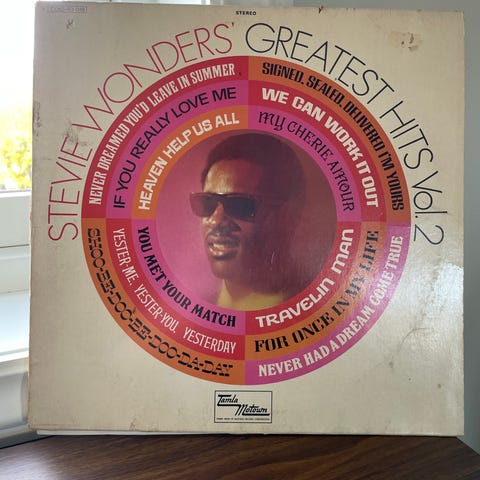 STEREO
STEVIE WONDERS' GREATEST HITS Vol. 2
NEVER DREAMED YOU'D LEAVE IN SUMMER
IF YOU REALLY LOVE ME
HEAVEN HELP US ALL
SIGNED, SEALED, DELIVERED I'M YOURS
WE CAN WORK IT OUT
MY CHERIE AMOUR
YOU MET YOUR MATCH
YESTER-ME, YESTER-YOU, YESTERDAY
SHOO-BE-DOO-BE-DOO-DA-DAY
TRAVELIN MAN
FOR ONCE IN MY LIFE
NEVER HAD A DREAM COME TRUE
Tamla
Motown